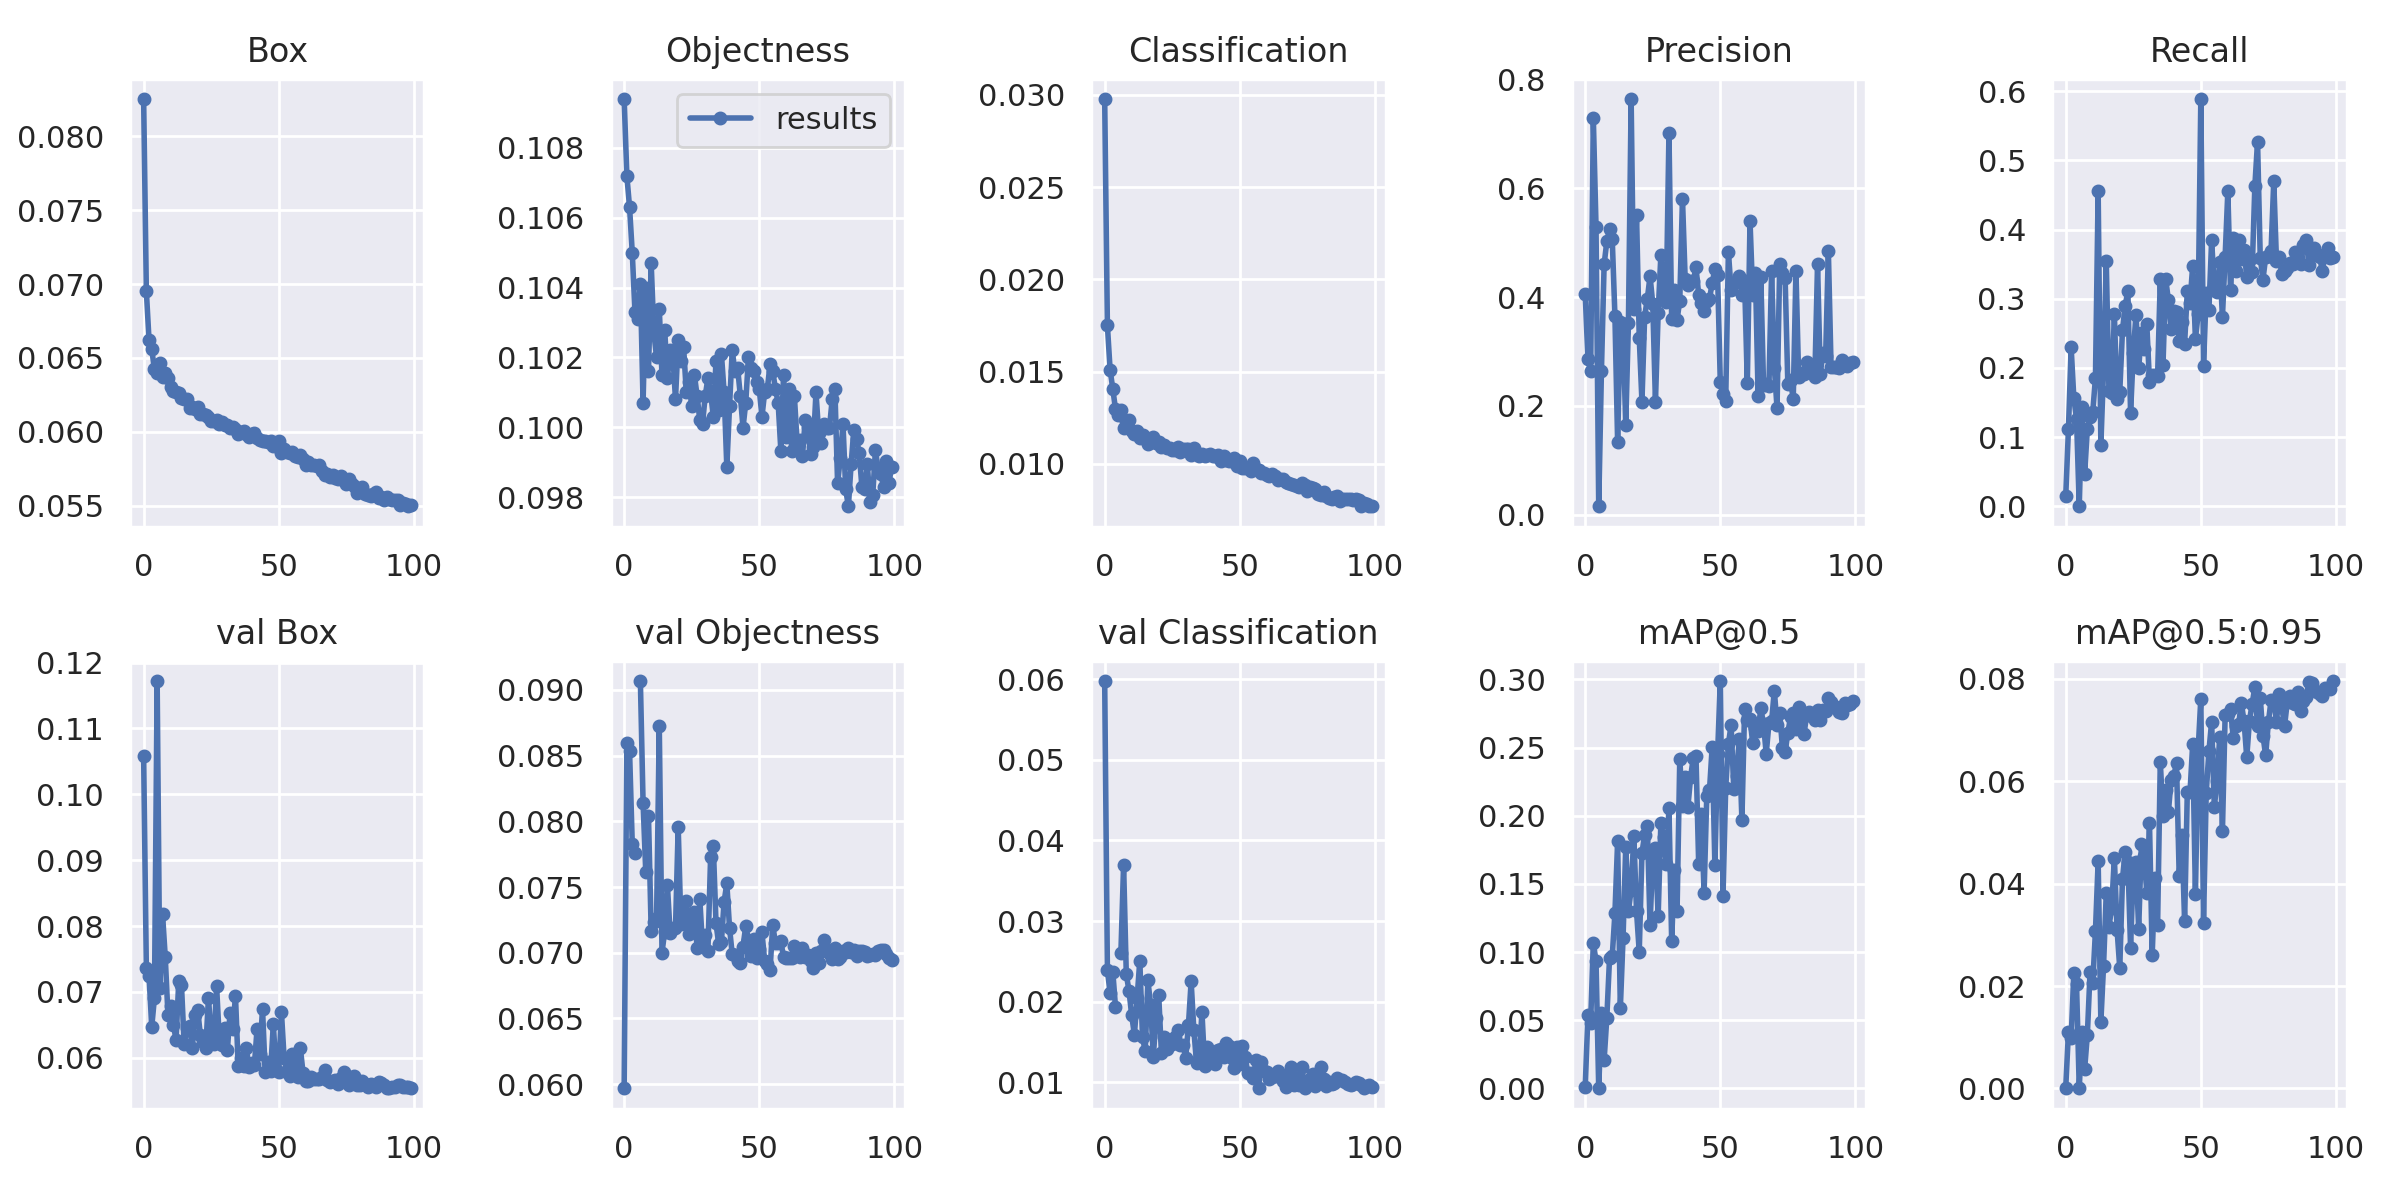 Box
0.080
0.075
0.070
0.065
0.060
0.055
0 50 100
Objectness
results
0.108
0.106
0.104
0.102
0.100
0.098
0 50 100
Classification
0.030
0.025
0.020
0.015
0.010
0 50 100
Precision
0.8
0.6
0.4
0.2
0.0
0 50 100
Recall
0.6
0.5
0.4
0.3
0.2
0.1
0.0
0 50 100
val Box
0.12
0.11
0.10
0.09
0.08
0.07
0.06
0 50 100
val Objectness
0.090
0.085
0.080
0.075
0.070
0.065
0.060
0 50 100
val Classification
0.06
0.05
0.04
0.03
0.02
0.01
0 50 100
mAP@0.5
0.30
0.25
0.20
0.15
0.10
0.05
0.00
0 50 100
mAP@0.5:0.95
0.08
0.06
0.04
0.02
0.00
0 50 100